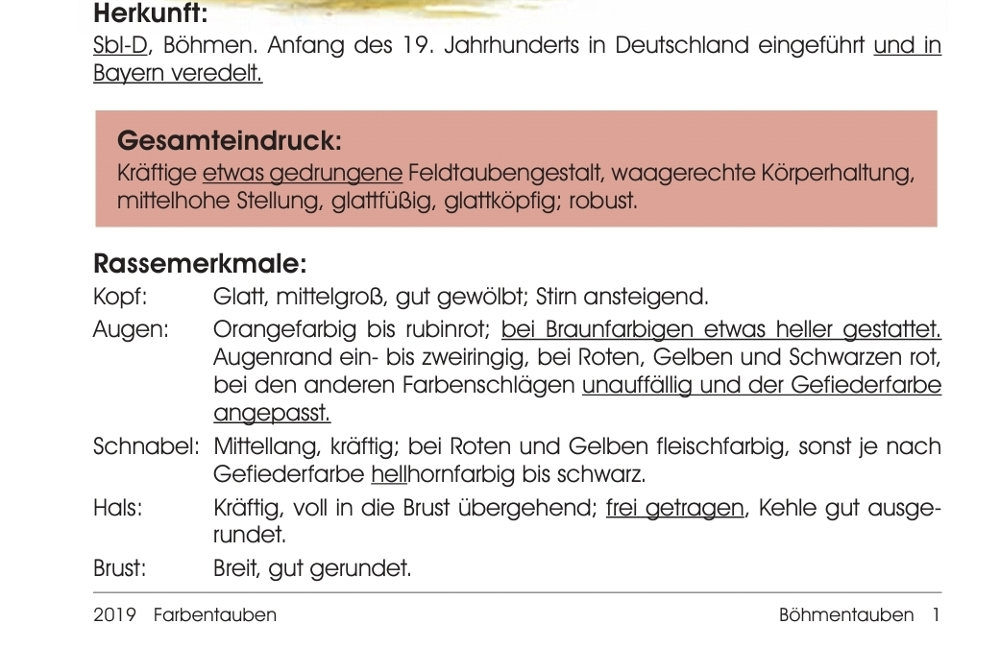 Herkunft:
Sbl-D, Böhmen. Anfang des 19. Jahrhunderts in Deutschland eingeführt und in
Bayern veredelt.
Gesamteindruck:
Kräftige etwas gedrungene Feldtaubengestalt, waagerechte Körperhaltung,
mittelhohe Stellung, glattfüßig, glattköpfig; robust.
Rassemerkmale:
Kopf: Glatt, mittelgroß, gut gewölbt; Stirn ansteigend.
Augen: Orangefarbig bis rubinrot; bei Braunfarbigen etwas heller gestattet.
Augenrand ein- bis zweiringig, bei Roten, Gelben und Schwarzen rot,
bei den anderen Farbenschlägen unauffällig und der Gefiederfarbe
angepasst.
Schnabel: Mittellang, kräftig; bei Roten und Gelben fleischfarbig, sonst je nach
Gefiederfarbe hellhornfarbig bis schwarz.
Hals: Kräftig, voll in die Brust übergehend; frei getragen, Kehle gut ausge-
rundet.
Brust: Breit, gut gerundet.
2019 Farbentauben Böhmentauben 1